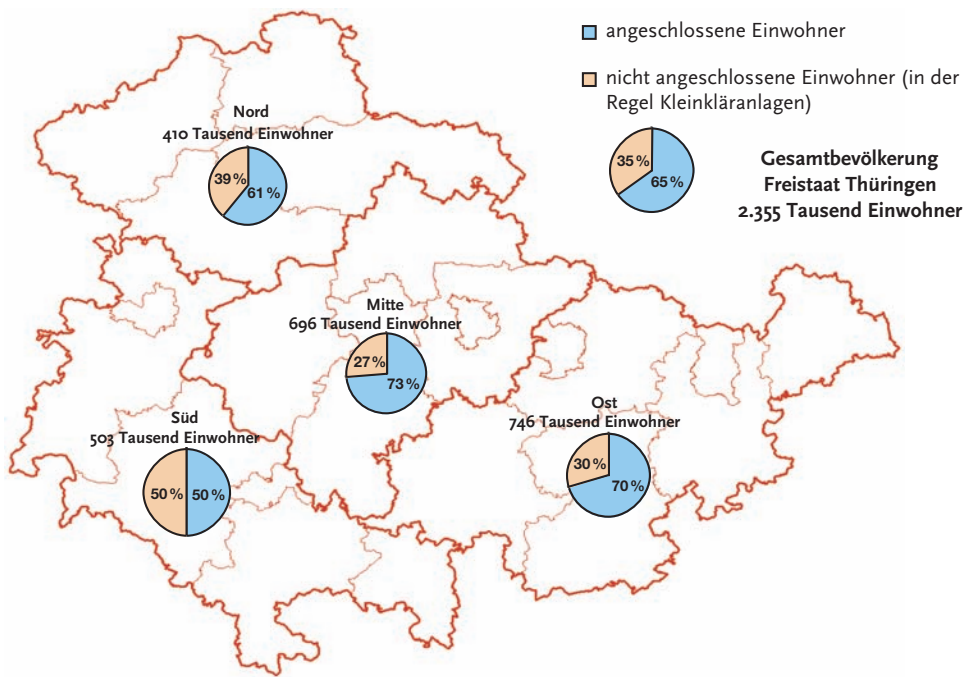 angeschlossene Einwohner
nicht angeschlossene Einwohner (in der
Regel Kleinkläranlagen)
35 %
65 %
Gesamtbevölkerung
Freistaat Thüringen
2.355 Tausend Einwohner
Nord
410 Tausend Einwohner
39 %
61 %
Mitte
696 Tausend Einwohner
27 %
73 %
Ost
746 Tausend Einwohner
30 %
70 %
Süd
503 Tausend Einwohner
50 %
50 %